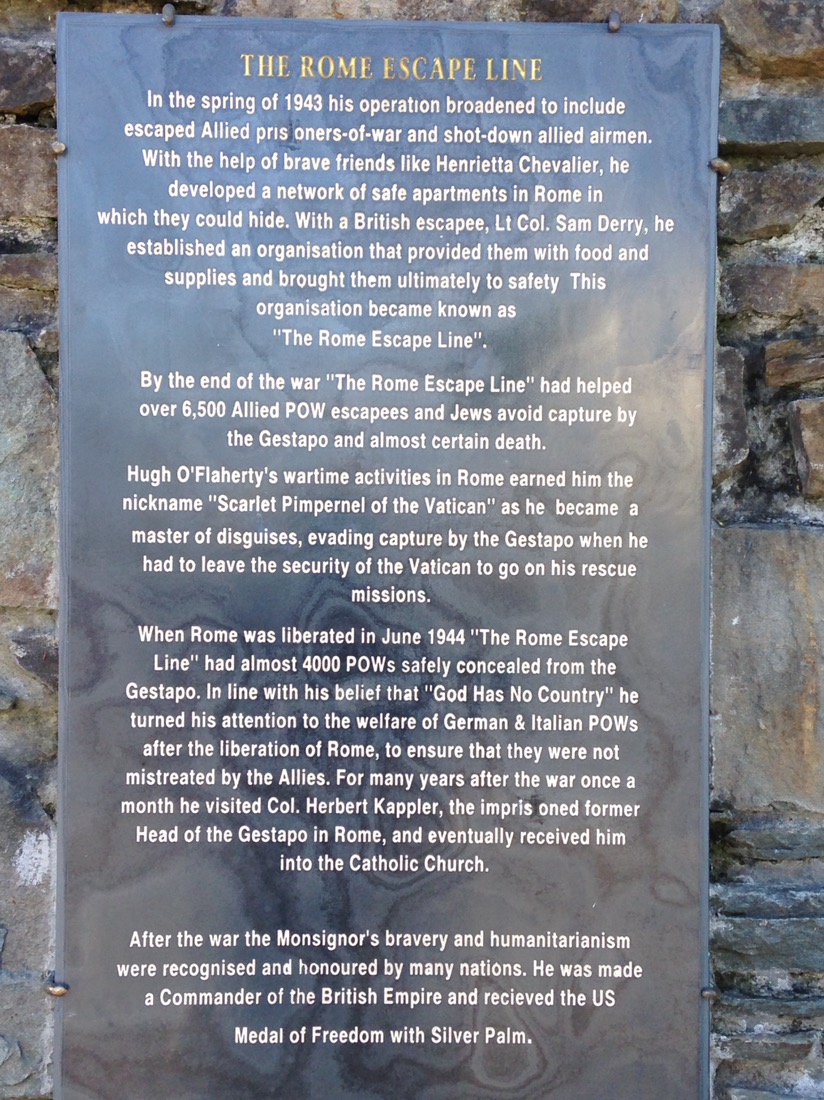 THE ROME ESCAPE LINE
In the spring of 1943 his operation broadened to include
escaped Allied pris oners-of-war and shot-down allied airmen.
With the help of brave friends like Henrietta Chevalier, he
developed a network of safe apartments in Rome in
which they could hide. With a British escapee, Lt Col. Sam Derry, he
established an organisation that provided them with food and
supplies and brought them ultimately to safety This
organisation became known as
"The Rome Escape Line".
By the end of the war "The Rome Escape Line" had helped
over 6,500 Allied POW escapees and Jews avoid capture by
the Gestapo and almost certain death.
Hugh O'Flaherty's wartime activities in Rome earned him the
nickname "Scarlet Pimpernel of the Vatican" as he became a
master of disguises, evading capture by the Gestapo when he
had to leave the security of the Vatican to go on his rescue
missions.
When Rome was liberated in June 1944 "The Rome Escape
Line" had almost 4000 POWs safely concealed from the
Gestapo. In line with his belief that "God Has No Country" he
turned his attention to the welfare of German & Italian POWs
after the liberation of Rome, to ensure that they were not
mistreated by the Allies. For many years after the war once a
month he visited Col. Herbert Kappler, the impris oned former
Head of the Gestapo in Rome, and eventually received him
into the Catholic Church.
After the war the Monsignor's bravery and humanitarianism
were recognised and honoured by many nations. He was made
a Commander of the British Empire and recieved the US
Medal of Freedom with Silver Palm.